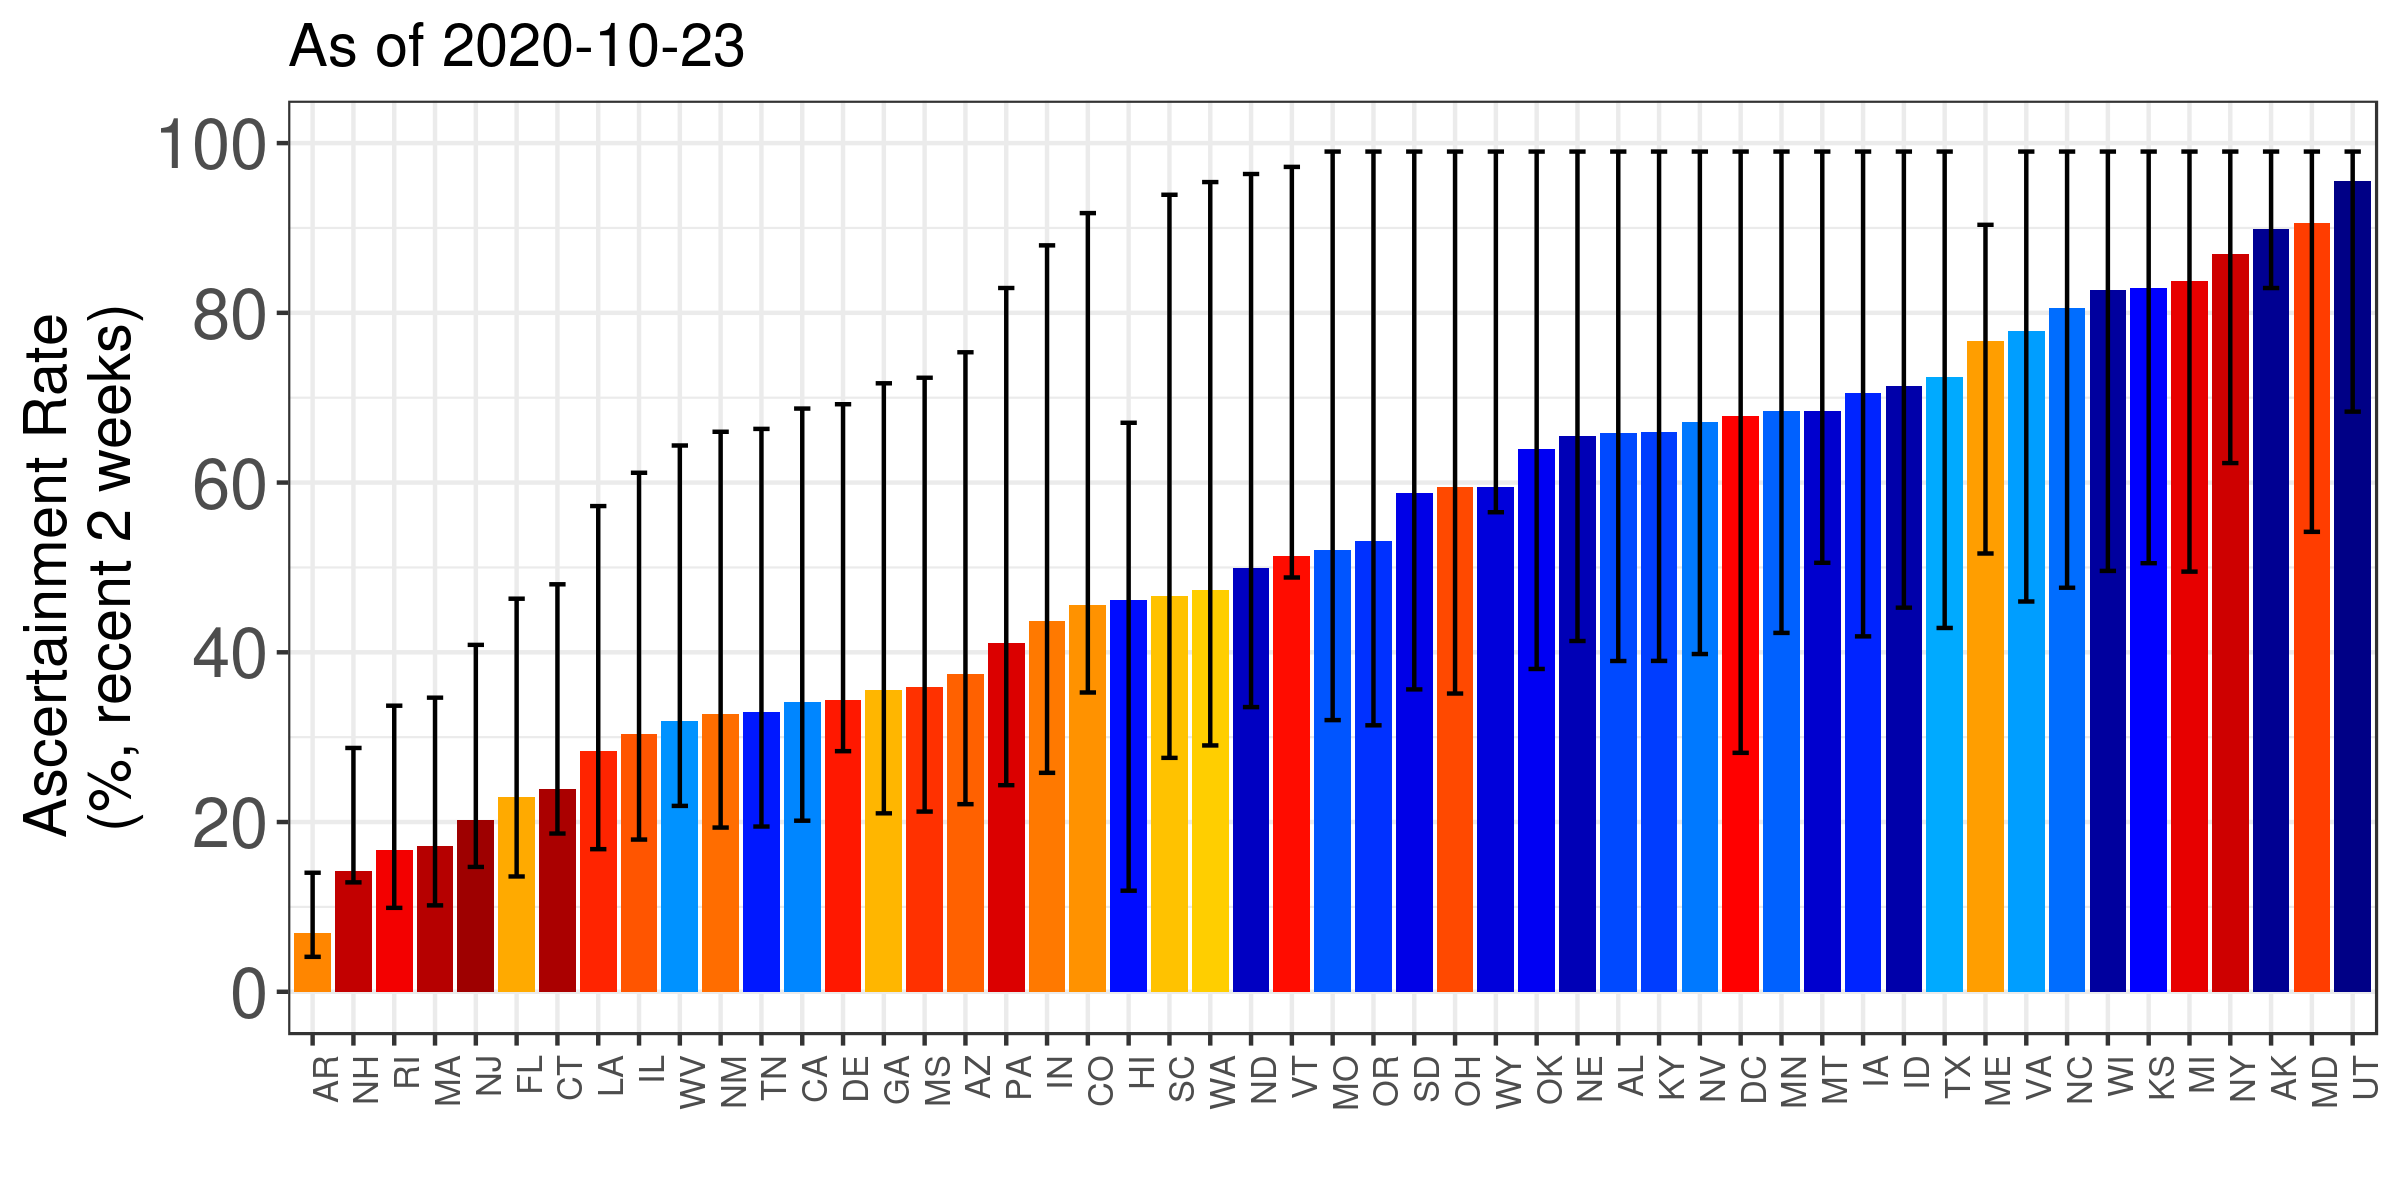 As of 2020-10-23
Ascertainment Rate
(%, recent 2 weeks)
100
80
60
40
20
0
AR NH RI MA NJ FL CT LA IL WV NM TN CA DE GA MS AZ PA IN CO HI SC WA ND VT MO OR SD OH WY OK NE AL KY NV DC MN MT IA ID TX ME VA NC WI KS MI NY AK MD UT